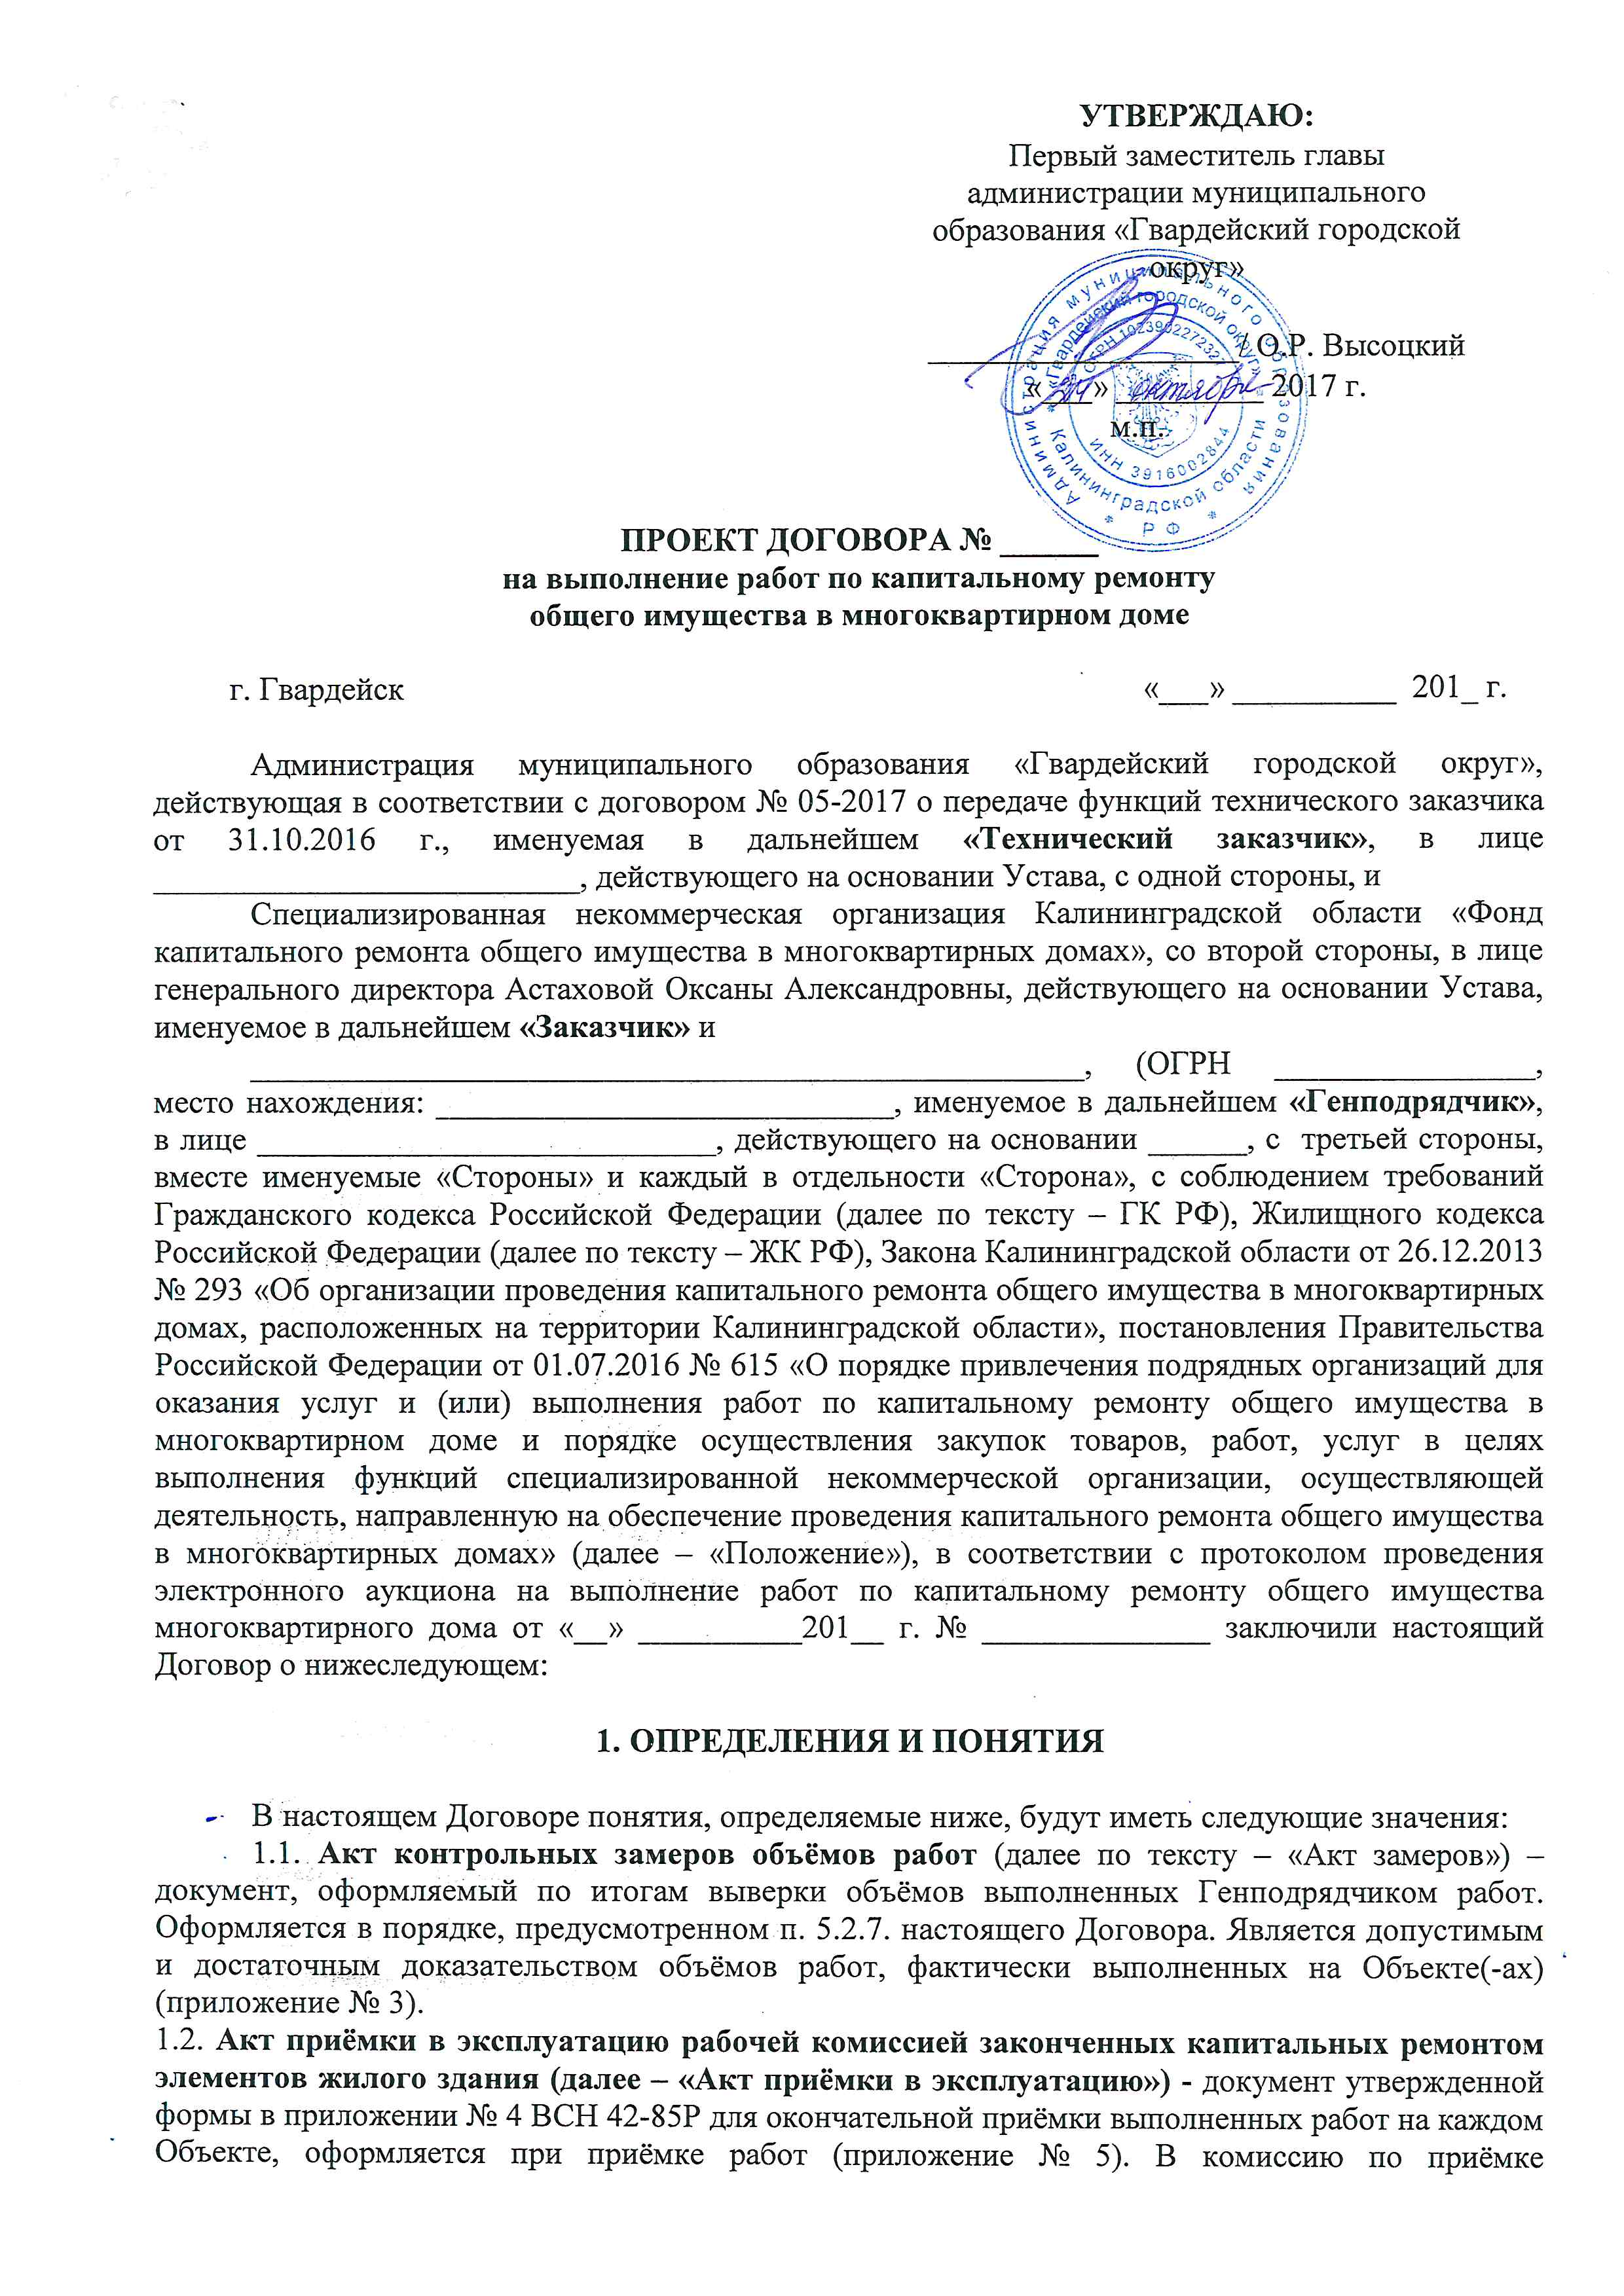 УТВЕРЖДАЮ:
Первый заместитель главы
администрации муниципального
образования «Гвардейский городской
округ»
___________________/ О.Р. Высоцкий
«24» октября 2017 г.
м.п.
Администрация муниципального образования
«Гвардейский городской округ»
Калининградской области
* РФ *
ИНН 3916002844
ПРОЕКТ ДОГОВОРА № ______
на выполнение работ по капитальному ремонту
общего имущества в многоквартирном доме
г. Гвардейск «___» __________ 201_ г.
Администрация муниципального образования «Гвардейский городской округ»,
действующая в соответствии с договором № 05-2017 о передаче функций технического заказчика
от 31.10.2016 г., именуемая в дальнейшем «Технический заказчик», в лице
__________________________, действующего на основании Устава, с одной стороны, и
Специализированная некоммерческая организация Калининградской области «Фонд
капитального ремонта общего имущества в многоквартирных домах», со второй стороны, в лице
генерального директора Астаховой Оксаны Александровны, действующего на основании Устава,
именуемое в дальнейшем «Заказчик» и
___________________________________________________, (ОГРН ________________,
место нахождения: ____________________________, именуемое в дальнейшем «Генподрядчик»,
в лице ____________________________, действующего на основании ______, с третьей стороны,
вместе именуемые «Стороны» и каждый в отдельности «Сторона», с соблюдением требований
Гражданского кодекса Российской Федерации (далее по тексту – ГК РФ), Жилищного кодекса
Российской Федерации (далее по тексту – ЖК РФ), Закона Калининградской области от 26.12.2013
№ 293 «Об организации проведения капитального ремонта общего имущества в многоквартирных
домах, расположенных на территории Калининградской области», постановления Правительства
Российской Федерации от 01.07.2016 № 615 «О порядке привлечения подрядных организаций для
оказания услуг и (или) выполнения работ по капитальному ремонту общего имущества в
многоквартирном доме и порядке осуществления закупок товаров, работ, услуг в целях
выполнения функций специализированной некоммерческой организации, осуществляющей
деятельность, направленную на обеспечение проведения капитального ремонта общего имущества
в многоквартирных домах» (далее – «Положение»), в соответствии с протоколом проведения
электронного аукциона на выполнение работ по капитальному ремонту общего имущества
многоквартирного дома от «__» __________201__ г. № ______________ заключили настоящий
Договор о нижеследующем:
1. ОПРЕДЕЛЕНИЯ И ПОНЯТИЯ
В настоящем Договоре понятия, определяемые ниже, будут иметь следующие значения:
1.1. Акт контрольных замеров объёмов работ (далее по тексту – «Акт замеров») –
документ, оформляемый по итогам выверки объёмов выполненных Генподрядчиком работ.
Оформляется в порядке, предусмотренном п. 5.2.7. настоящего Договора. Является допустимым
и достаточным доказательством объёмов работ, фактически выполненных на Объекте(-ах)
(приложение № 3).
1.2. Акт приёмки в эксплуатацию рабочей комиссией законченных капитальных ремонтом
элементов жилого здания (далее – «Акт приёмки в эксплуатацию») - документ утвержденной
формы в приложении № 4 ВСН 42-85Р для окончательной приёмки выполненных работ на каждом
Объекте, оформляется при приёмке работ (приложение № 5). В комиссию по приёмке